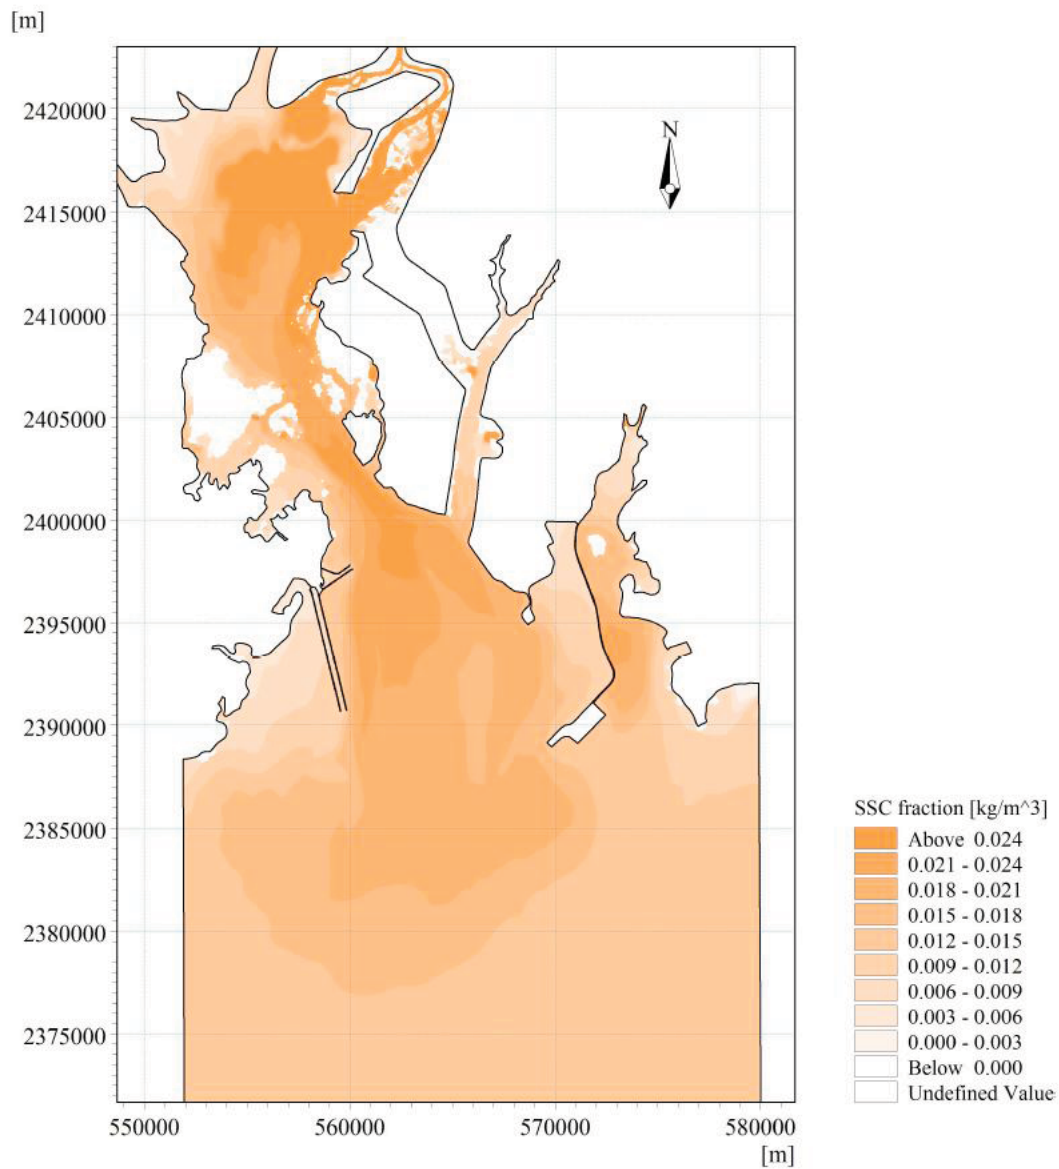 [m]
2420000
N
2415000
2410000
2405000
2400000
2395000
2390000
2385000
2380000
2375000
550000 560000 570000 580000
[m]
SSC fraction [kg/m^3]
Above 0.024
0.021 - 0.024
0.018 - 0.021
0.015 - 0.018
0.012 - 0.015
0.009 - 0.012
0.006 - 0.009
0.003 - 0.006
0.000 - 0.003
Below 0.000
Undefined Value